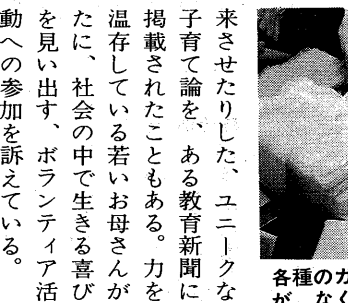 来させたりした、ユニークな
子育て論を、ある教育新聞に
掲載されたこともある。力を
温存している若いお母さんが
たに、社会の中で生きる喜び
を見い出す、ボランティア活
動への参加を訴えている。
各種のカ
が、なん